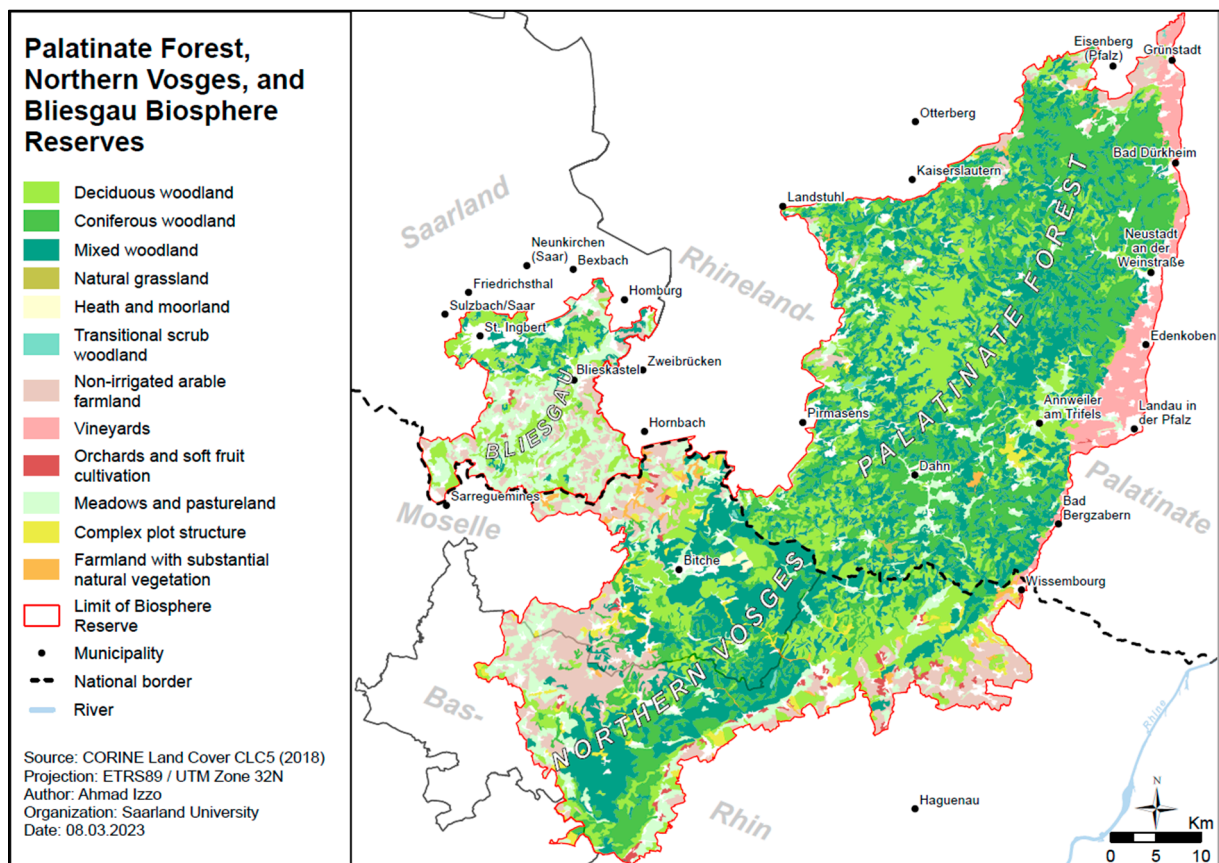 Palatinate Forest,
Northern Vosges, and
Bliesgau Biosphere
Reserves
Deciduous woodland
Coniferous woodland
Mixed woodland
Natural grassland
Heath and moorland
Transitional scrub
woodland
Non-irrigated arable
farmland
Vineyards
Orchards and soft fruit
cultivation
Meadows and pastureland
Complex plot structure
Farmland with substantial
natural vegetation
Limit of Biosphere
Reserve
Municipality
National border
River
Source: CORINE Land Cover CLC5 (2018)
Projection: ETRS89 / UTM Zone 32N
Author: Ahmad Izzo
Organization: Saarland University
Date: 08.03.2023
Eisenberg
(Pfalz)
Grünstadt
Otterberg
Bad Dürkheim
Kaiserslautern
Landstuhl
Saarland
Neustadt
an der
Weinstraße
Neunkirchen
(Saar)
Bexbach
Rhineland-
Friedrichsthal
Homburg
Sulzbach/Saar
St. Ingbert
PALATINATE FOREST
Edenkoben
Zweibrücken
Blieskastel
BLIESGAU
Annweiler
am Trifels
Landau in
der Pfalz
Pirmasens
Hornbach
Dahn
Palatinate
Sarreguemines
Moselle
Bad
Bergzabern
Bitche
Wissembourg
NORTHERN VOSGES
Bas-
Rhine
Rhin
Haguenau
N
Km
0
5
10